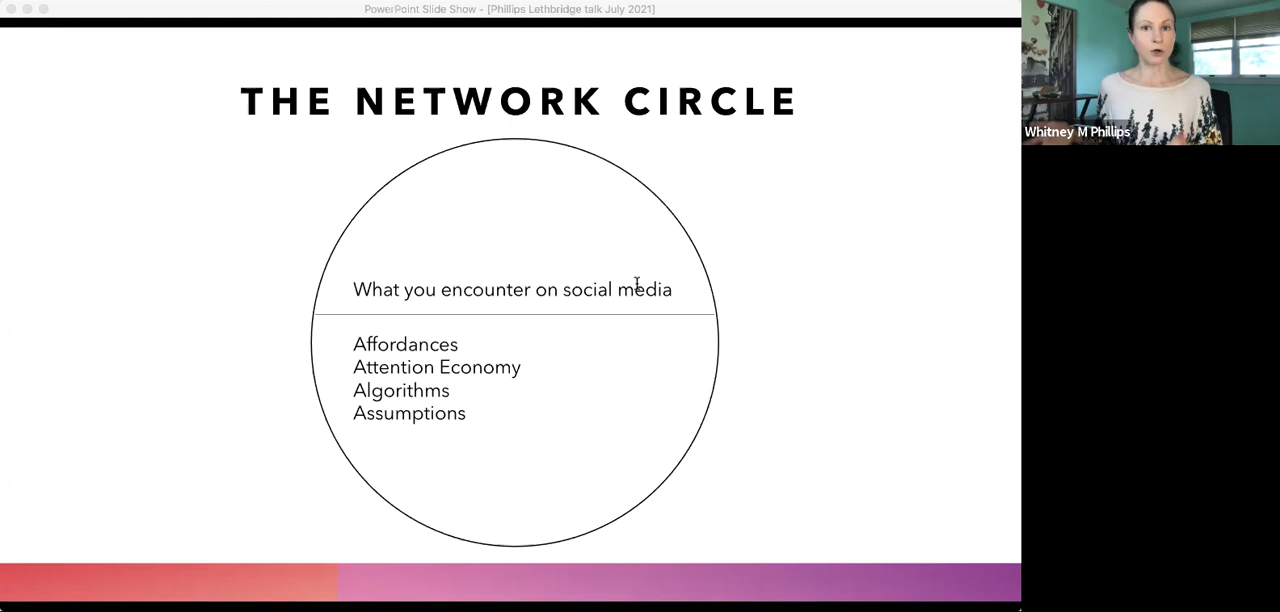 PowerPoint Slide Show - [Phillips Lethbridge talk July 2021]
THE NETWORK CIRCLE
What you encounter on social media
Affordances
Attention Economy
Algorithms
Assumptions
Whitney M Phillips